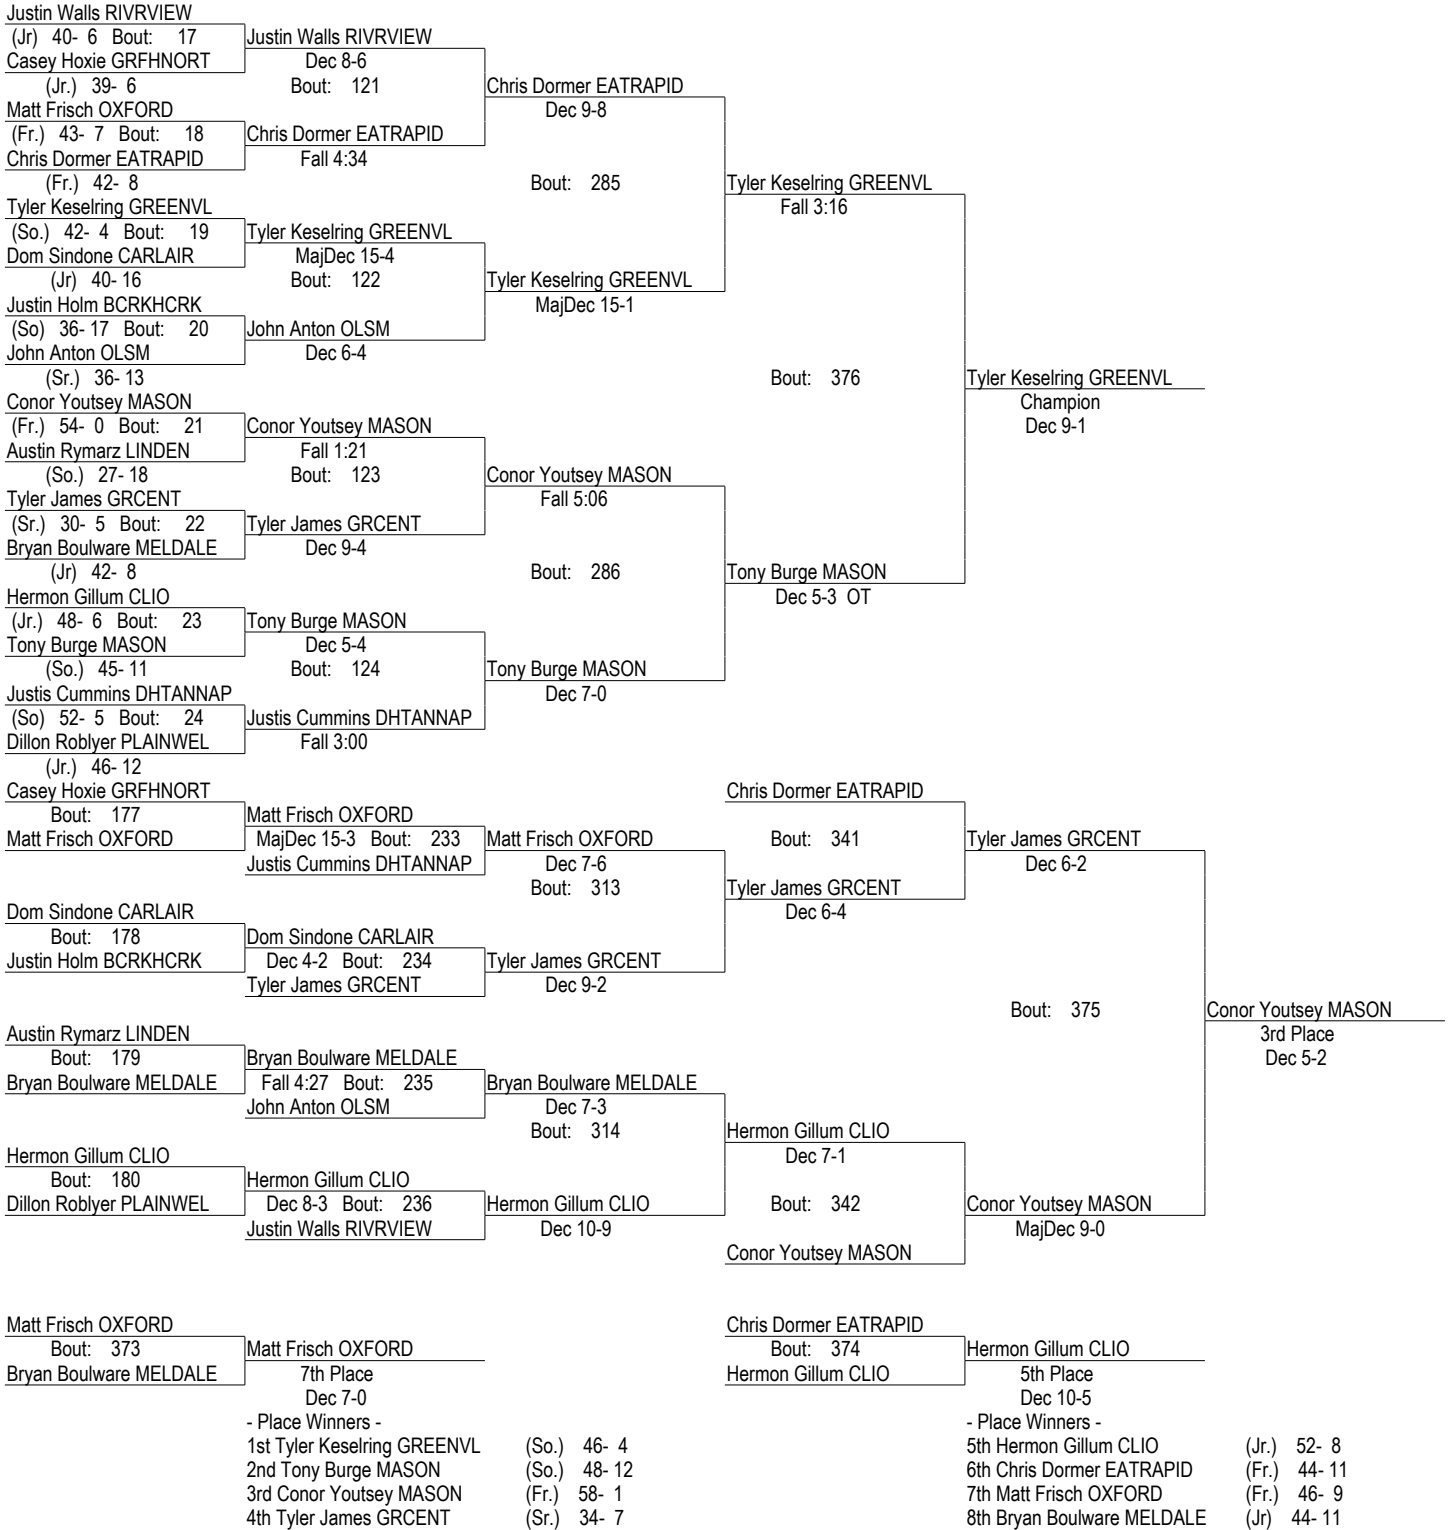 Justin Walls RIVRVIEW
(Jr) 40- 6 Bout: 17 Justin Walls RIVRVIEW
Casey Hoxie GRFHNORT Dec 8-6
(Jr.) 39- 6 Bout: 121 Chris Dormer EATRAPID
Matt Frisch OXFORD Dec 9-8
(Fr.) 43- 7 Bout: 18 Chris Dormer EATRAPID
Chris Dormer EATRAPID Fall 4:34
(Fr.) 42- 8 Bout: 285 Tyler Keselring GREENVL
Tyler Keselring GREENVL Fall 3:16
(So.) 42- 4 Bout: 19 Tyler Keselring GREENVL
Dom Sindone CARLAIR MajDec 15-4
(Jr) 40- 16 Bout: 122 Tyler Keselring GREENVL
Justin Holm BCRKHCRK MajDec 15-1
(So) 36- 17 Bout: 20 John Anton OLSM
John Anton OLSM Dec 6-4
(Sr.) 36- 13 Bout: 376 Tyler Keselring GREENVL
Conor Youtsey MASON Champion
(Fr.) 54- 0 Bout: 21 Conor Youtsey MASON Dec 9-1
Austin Rymarz LINDEN Fall 1:21
(So.) 27- 18 Bout: 123 Conor Youtsey MASON
Tyler James GRCENT Fall 5:06
(Sr.) 30- 5 Bout: 22 Tyler James GRCENT
Bryan Boulware MELDALE Dec 9-4
(Jr) 42- 8 Bout: 286 Tony Burge MASON
Hermon Gillum CLIO Dec 5-3 OT
(Jr.) 48- 6 Bout: 23 Tony Burge MASON
Tony Burge MASON Dec 5-4
(So.) 45- 11 Bout: 124 Tony Burge MASON
Justis Cummins DHTANNAP Dec 7-0
(So) 52- 5 Bout: 24 Justis Cummins DHTANNAP
Dillon Roblyer PLAINWEL Fall 3:00
(Jr.) 46- 12
Casey Hoxie GRFHNORT Chris Dormer EATRAPID
Bout: 177 Matt Frisch OXFORD
Matt Frisch OXFORD MajDec 15-3 Bout: 233 Matt Frisch OXFORD Bout: 341 Tyler James GRCENT
Justis Cummins DHTANNAP Dec 7-6 Dec 6-2
Bout: 313 Tyler James GRCENT
Dom Sindone CARLAIR Dec 6-4
Bout: 178 Dom Sindone CARLAIR
Justin Holm BCRKHCRK Dec 4-2 Bout: 234 Tyler James GRCENT
Tyler James GRCENT Dec 9-2
Bout: 375 Conor Youtsey MASON
Austin Rymarz LINDEN 3rd Place
Bout: 179 Bryan Boulware MELDALE Dec 5-2
Bryan Boulware MELDALE Fall 4:27 Bout: 235 Bryan Boulware MELDALE
John Anton OLSM Dec 7-3
Bout: 314 Hermon Gillum CLIO
Hermon Gillum CLIO Dec 7-1
Bout: 180 Hermon Gillum CLIO
Dillon Roblyer PLAINWEL Dec 8-3 Bout: 236 Hermon Gillum CLIO Bout: 342 Conor Youtsey MASON
Justin Walls RIVRVIEW Dec 10-9 MajDec 9-0
Conor Youtsey MASON
Matt Frisch OXFORD Chris Dormer EATRAPID
Bout: 373 Matt Frisch OXFORD Bout: 374 Hermon Gillum CLIO
Bryan Boulware MELDALE 7th Place Hermon Gillum CLIO 5th Place
Dec 7-0 Dec 10-5
- Place Winners - - Place Winners -
1st Tyler Keselring GREENVL (So.) 46- 4 5th Hermon Gillum CLIO (Jr.) 52- 8
2nd Tony Burge MASON (So.) 48- 12 6th Chris Dormer EATRAPID (Fr.) 44- 11
3rd Conor Youtsey MASON (Fr.) 58- 1 7th Matt Frisch OXFORD (Fr.) 46- 9
4th Tyler James GRCENT (Sr.) 34- 7 8th Bryan Boulware MELDALE (Jr) 44- 11